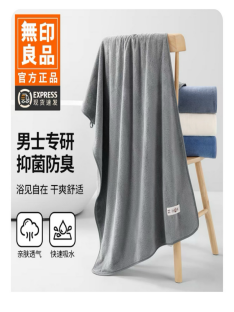 無印
良品
官方正品
EXPRESS
现货速发
男士专研
抑菌防臭
浴见自在 干爽舒适
亲肤透气
快速吸水